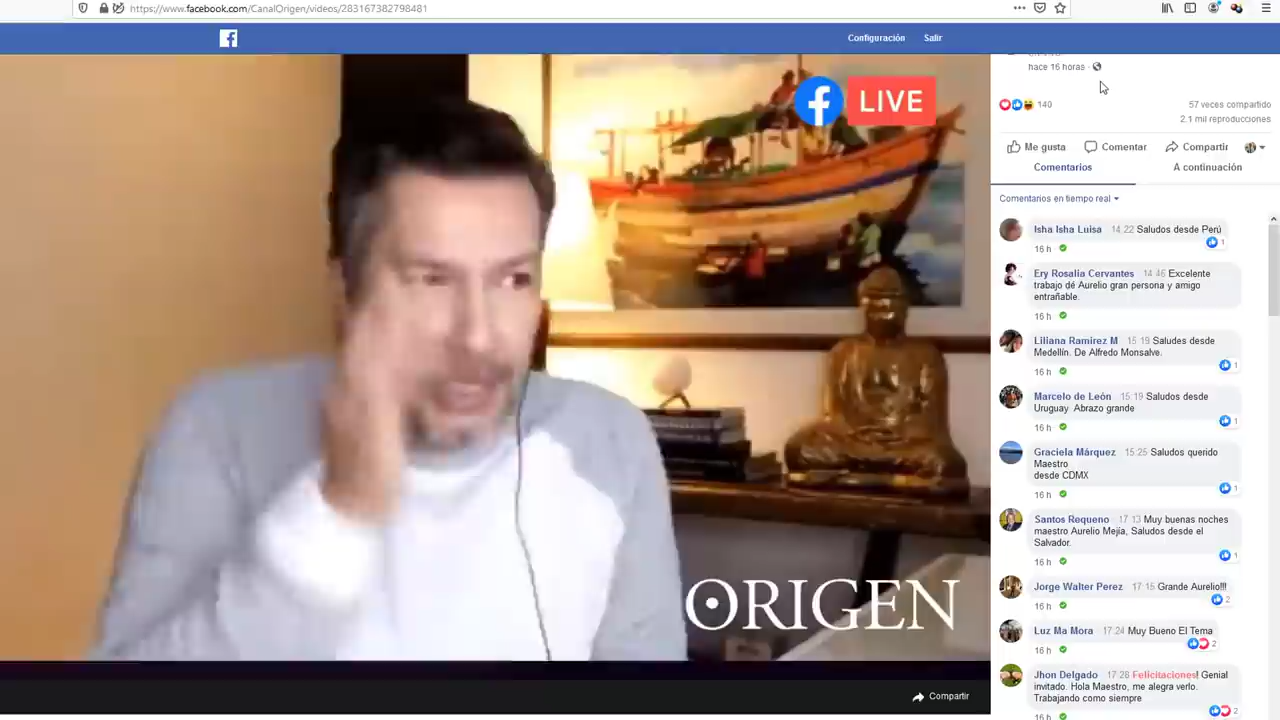 https://www.facebook.com/CanalOrigen/videos/283167382798481
Configuración
Salir
LIVE
ORIGEN
Compartir
hace 16 horas ·
140
57 veces compartido
2.1 mil reproducciones
Me gusta
Comentar
Compartir
Comentarios
A continuación
Comentarios en tiempo real
Isha Isha Luisa 14:22 Saludos desde Perú
1
16 h
Ery Rosalia Cervantes 14:46 Excelente
trabajo dé Aurelio gran persona y amigo
entrañable.
16 h
Liliana Ramirez M 15:19 Saludes desde
Medellín. De Alfredo Monsalve.
1
16 h
Marcelo de León 15:19 Saludos desde
Uruguay Abrazo grande
1
16 h
Graciela Márquez 15:25 Saludos querido
Maestro
desde CDMX
1
16 h
Santos Requeno 17:13 Muy buenas noches
maestro Aurelio Mejía, Saludos desde el
Salvador.
1
16 h
Jorge Walter Perez 17:15 Grande Aurelio!!!
2
16 h
Luz Ma Mora 17:24 Muy Bueno El Tema
2
16 h
Jhon Delgado 17:28 Felicitaciones! Genial
invitado. Hola Maestro, me alegra verlo.
Trabajando como siempre
2
16 h